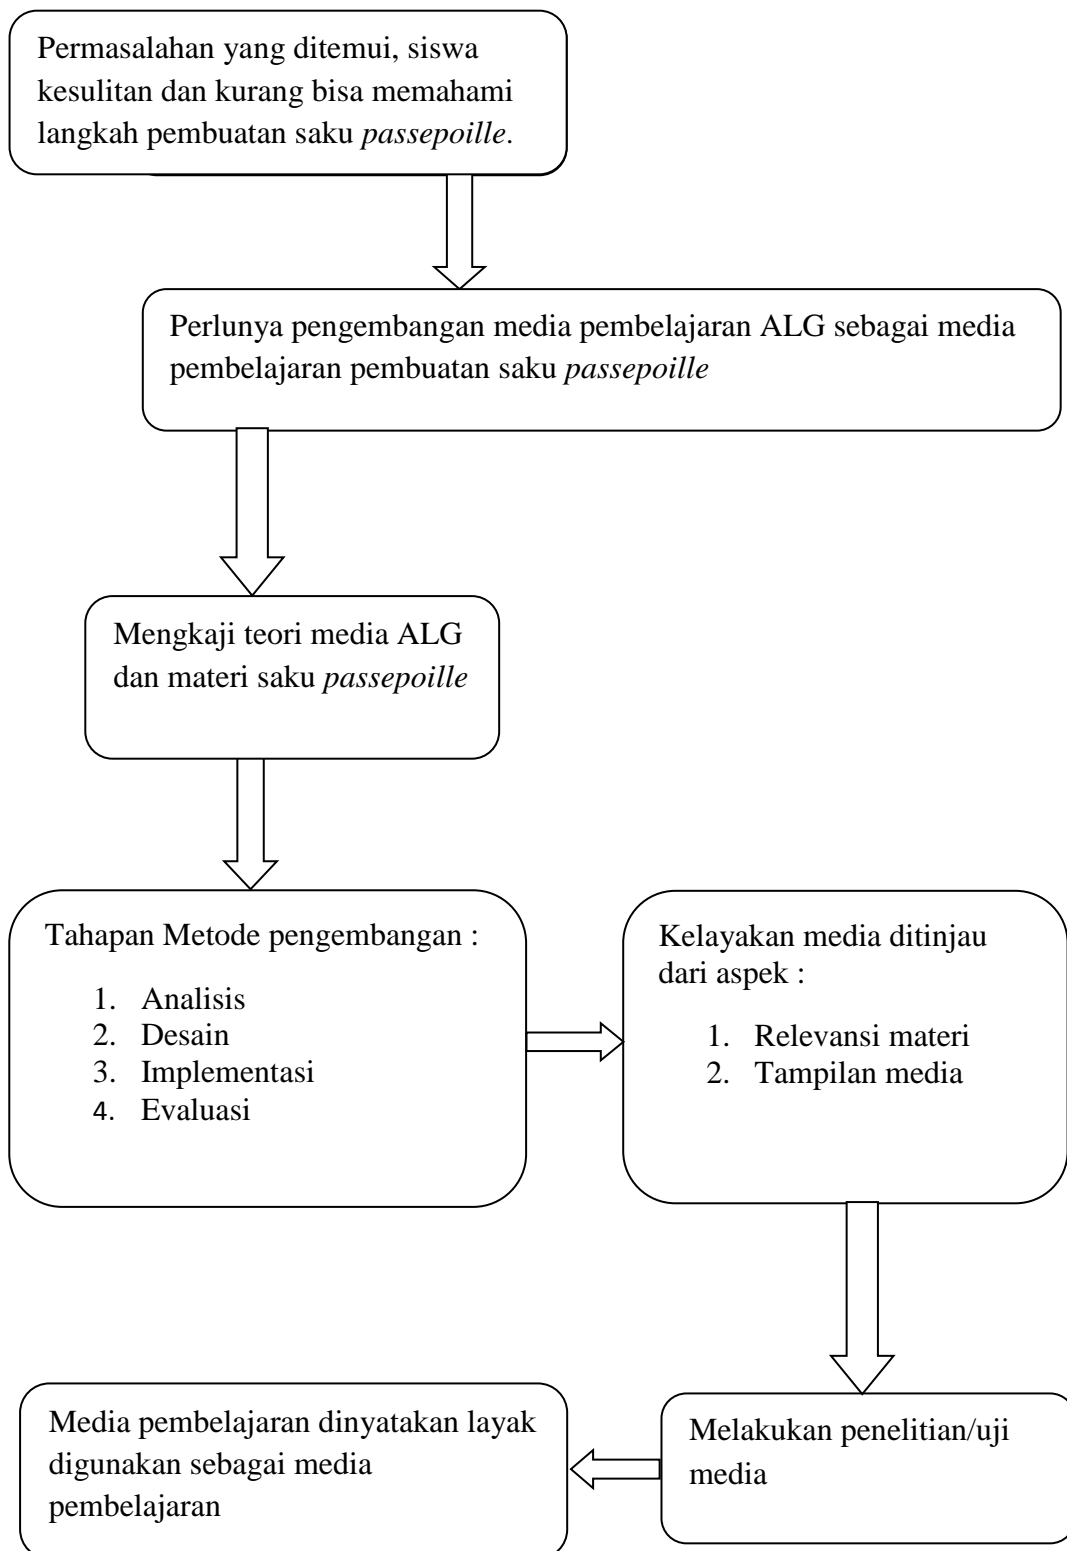 Permasalahan yang ditemui, siswa
kesulitan dan kurang bisa memahami
langkah pembuatan saku passepoille.
Perlunya pengembangan media pembelajaran ALG sebagai media
pembelajaran pembuatan saku passepoille
Mengkaji teori media ALG
dan materi saku passepoille
Tahapan Metode pengembangan :
1. Analisis
2. Desain
3. Implementasi
4. Evaluasi
Kelayakan media ditinjau
dari aspek :
1. Relevansi materi
2. Tampilan media
Melakukan penelitian/uji
media
Media pembelajaran dinyatakan layak
digunakan sebagai media
pembelajaran